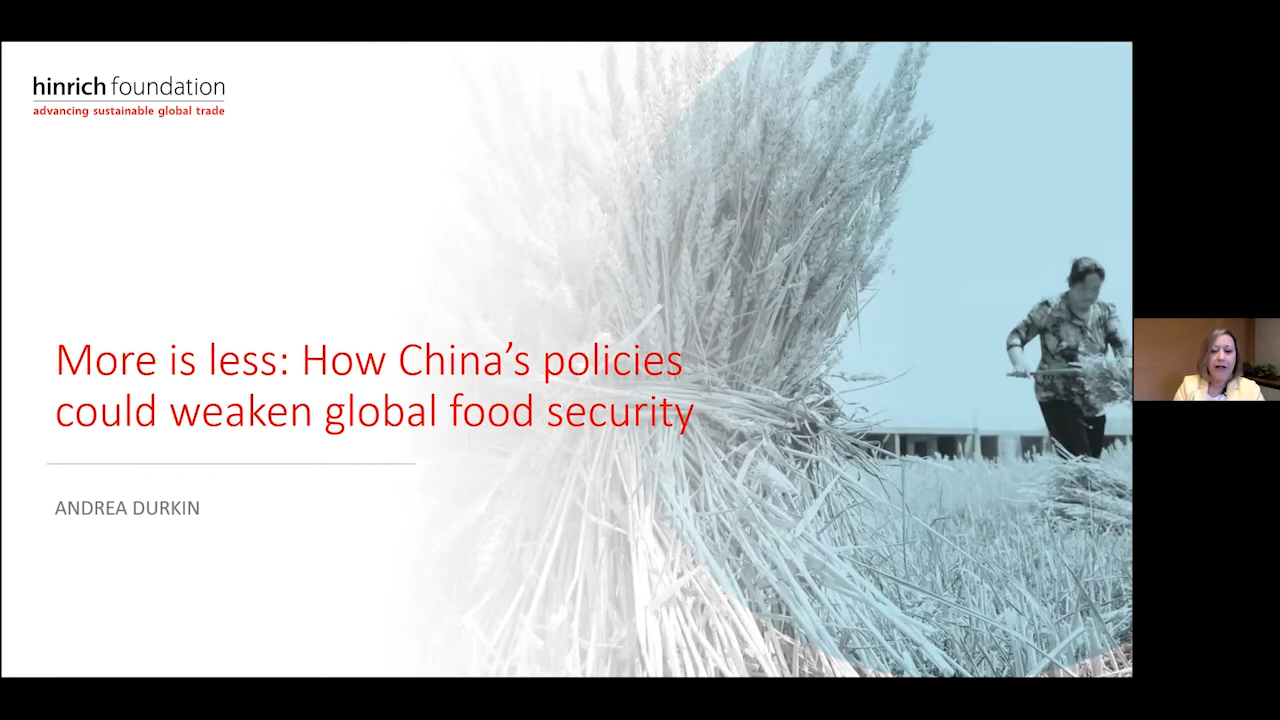 hinrich foundation
advancing sustainable global trade
More is less: How China’s policies
could weaken global food security
ANDREA DURKIN